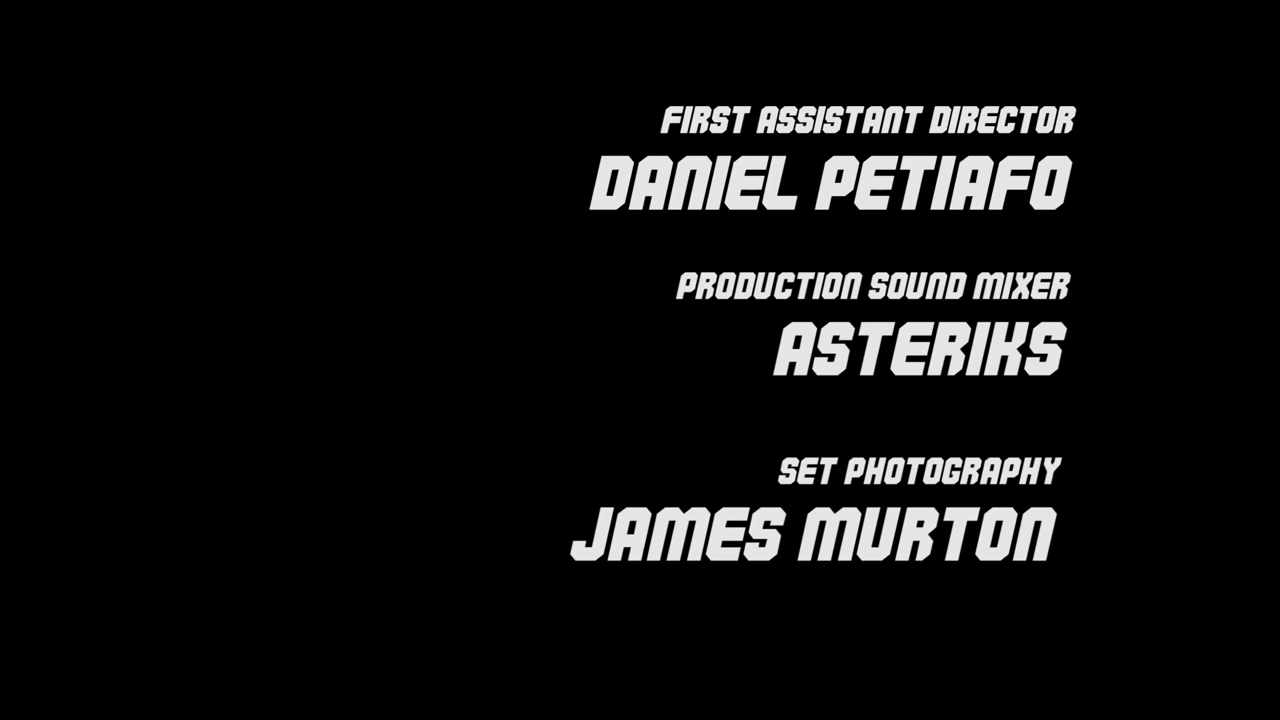 FIRST ASSISTANT DIRECTOR
DANIEL PETIAFO
PRODUCTION SOUND MIXER
ASTERIKS
SET PHOTOGRAPHY
JAMES MURTON